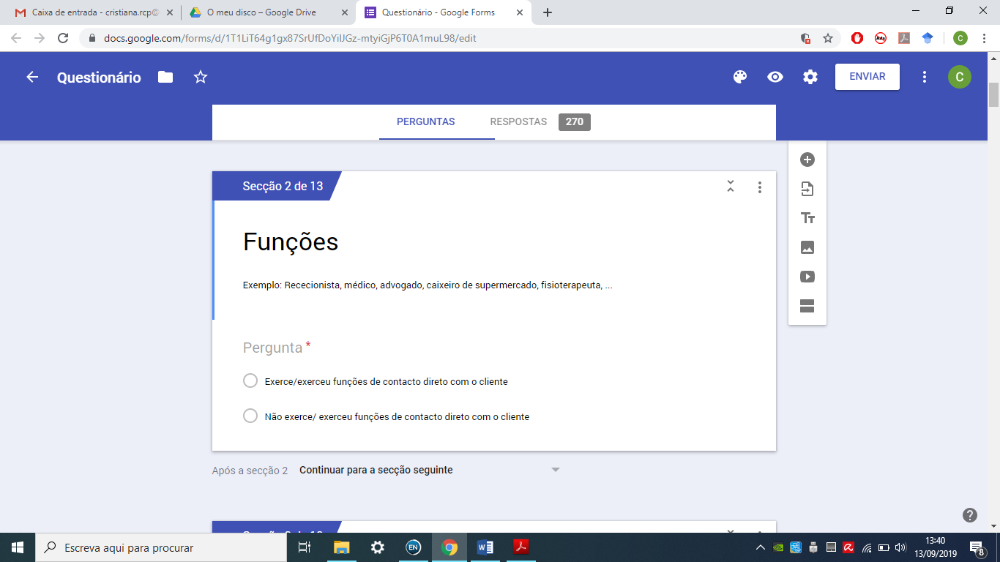 Caixa de entrada - cristiana.rcp@
O meu disco – Google Drive
Questionário - Google Forms
docs.google.com/forms/d/1T1LiT64g1gx87SrUfDoYilJGz-mtyiGjP6T0A1muL98/edit
C
Questionário
ENVIAR
C
PERGUNTAS
RESPOSTAS 270
Secção 2 de 13
Funções
Exemplo: Rececionista, médico, advogado, caixeiro de supermercado, fisioterapeuta, ...
Pergunta *
Exerce/exerceu funções de contacto direto com o cliente
Não exerce/ exerceu funções de contacto direto com o cliente
Após a secção 2 Continuar para a secção seguinte
Escreva aqui para procurar
EN
13:40
13/09/2019
8